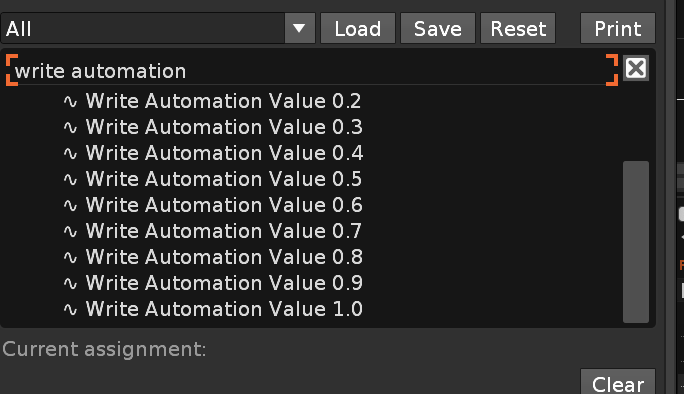 All Load Save Reset Print
write automation
∿ Write Automation Value 0.2
∿ Write Automation Value 0.3
∿ Write Automation Value 0.4
∿ Write Automation Value 0.5
∿ Write Automation Value 0.6
∿ Write Automation Value 0.7
∿ Write Automation Value 0.8
∿ Write Automation Value 0.9
∿ Write Automation Value 1.0
Current assignment:
Clear